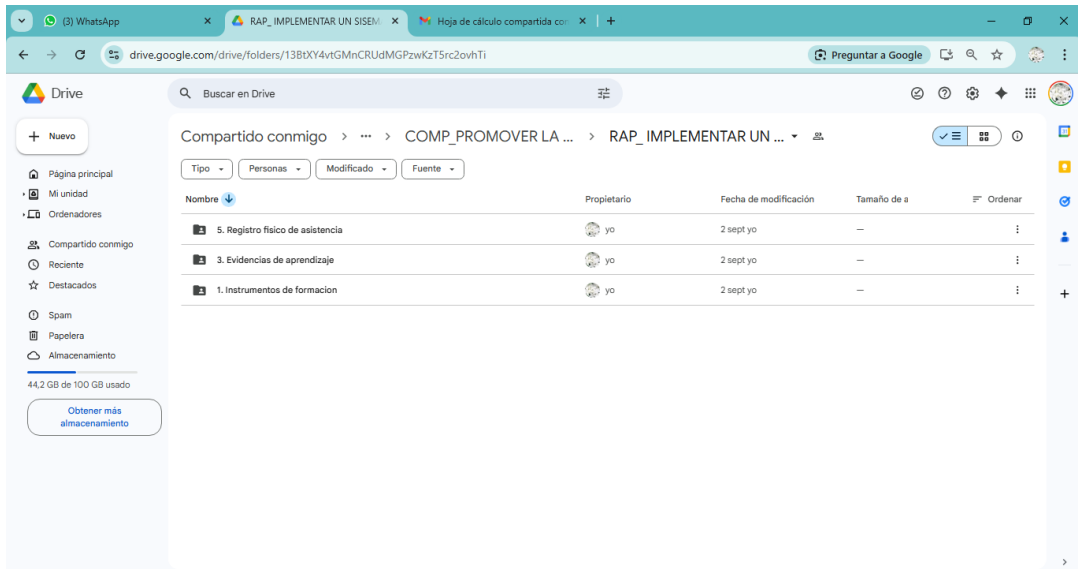 (3) WhatsApp
RAP_ IMPLEMENTAR UN SISEM
Hoja de cálculo compartida con
drive.google.com/drive/folders/13BtXY4vtGMnCRUdMGPzwKzT5rc2ovhTi
Preguntar a Google
Drive
Buscar en Drive
Nuevo
Compartido conmigo > ... > COMP_PROMOVER LA ... > RAP_ IMPLEMENTAR UN ...
Tipo Personas Modificado Fuente
Página principal
Mi unidad
Ordenadores
Compartido conmigo
Reciente
Destacados
Spam
Papelera
Almacenamiento
44,2 GB de 100 GB usado
Obtener más
almacenamiento
Nombre Propietario Fecha de modificación Tamaño de a Ordenar
5. Registro fisico de asistencia yo 2 sept yo —
3. Evidencias de aprendizaje yo 2 sept yo —
1. Instrumentos de formacion yo 2 sept yo —